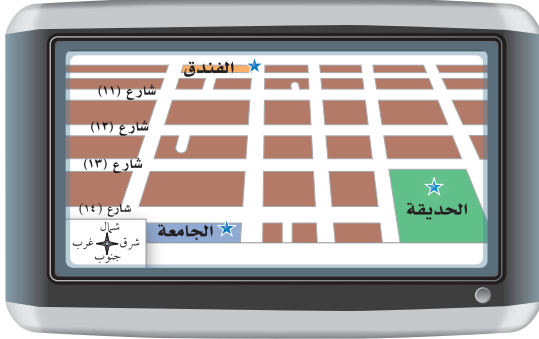 الفندق
شارع (١١)
شارع (١٢)
شارع (١٣)
الحديقة
شارع (١٤)
الجامعة
شمال
شرق
غرب
جنوب